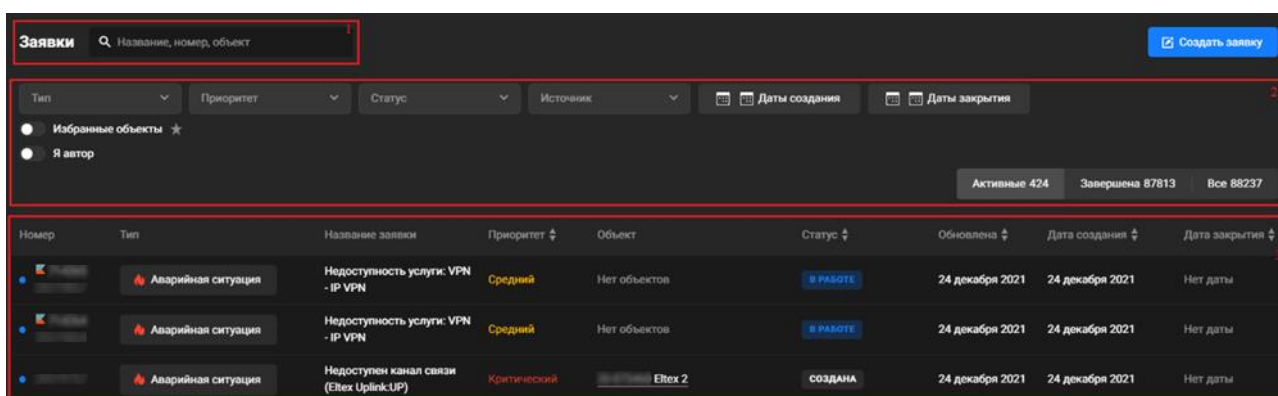 Заявки Название, номер, объект 1 Создать заявку
Тип Приоритет Статус Источник Даты создания Даты закрытия 2
Избранные объекты
Я автор
Активные 424 Завершена 87813 Все 88237
Номер Тип Название заявки Приоритет Объект Статус Обновлена Дата создания Дата закрытия
Аварийная ситуация Недоступность услуги: VPN - IP VPN Средний Нет объектов В РАБОТЕ 24 декабря 2021 24 декабря 2021 Нет даты
Аварийная ситуация Недоступность услуги: VPN - IP VPN Средний Нет объектов В РАБОТЕ 24 декабря 2021 24 декабря 2021 Нет даты
Аварийная ситуация Недоступен канал связи (Eltex Uplink:UP) Критический Eltex 2 СОЗДАНА 24 декабря 2021 24 декабря 2021 Нет даты